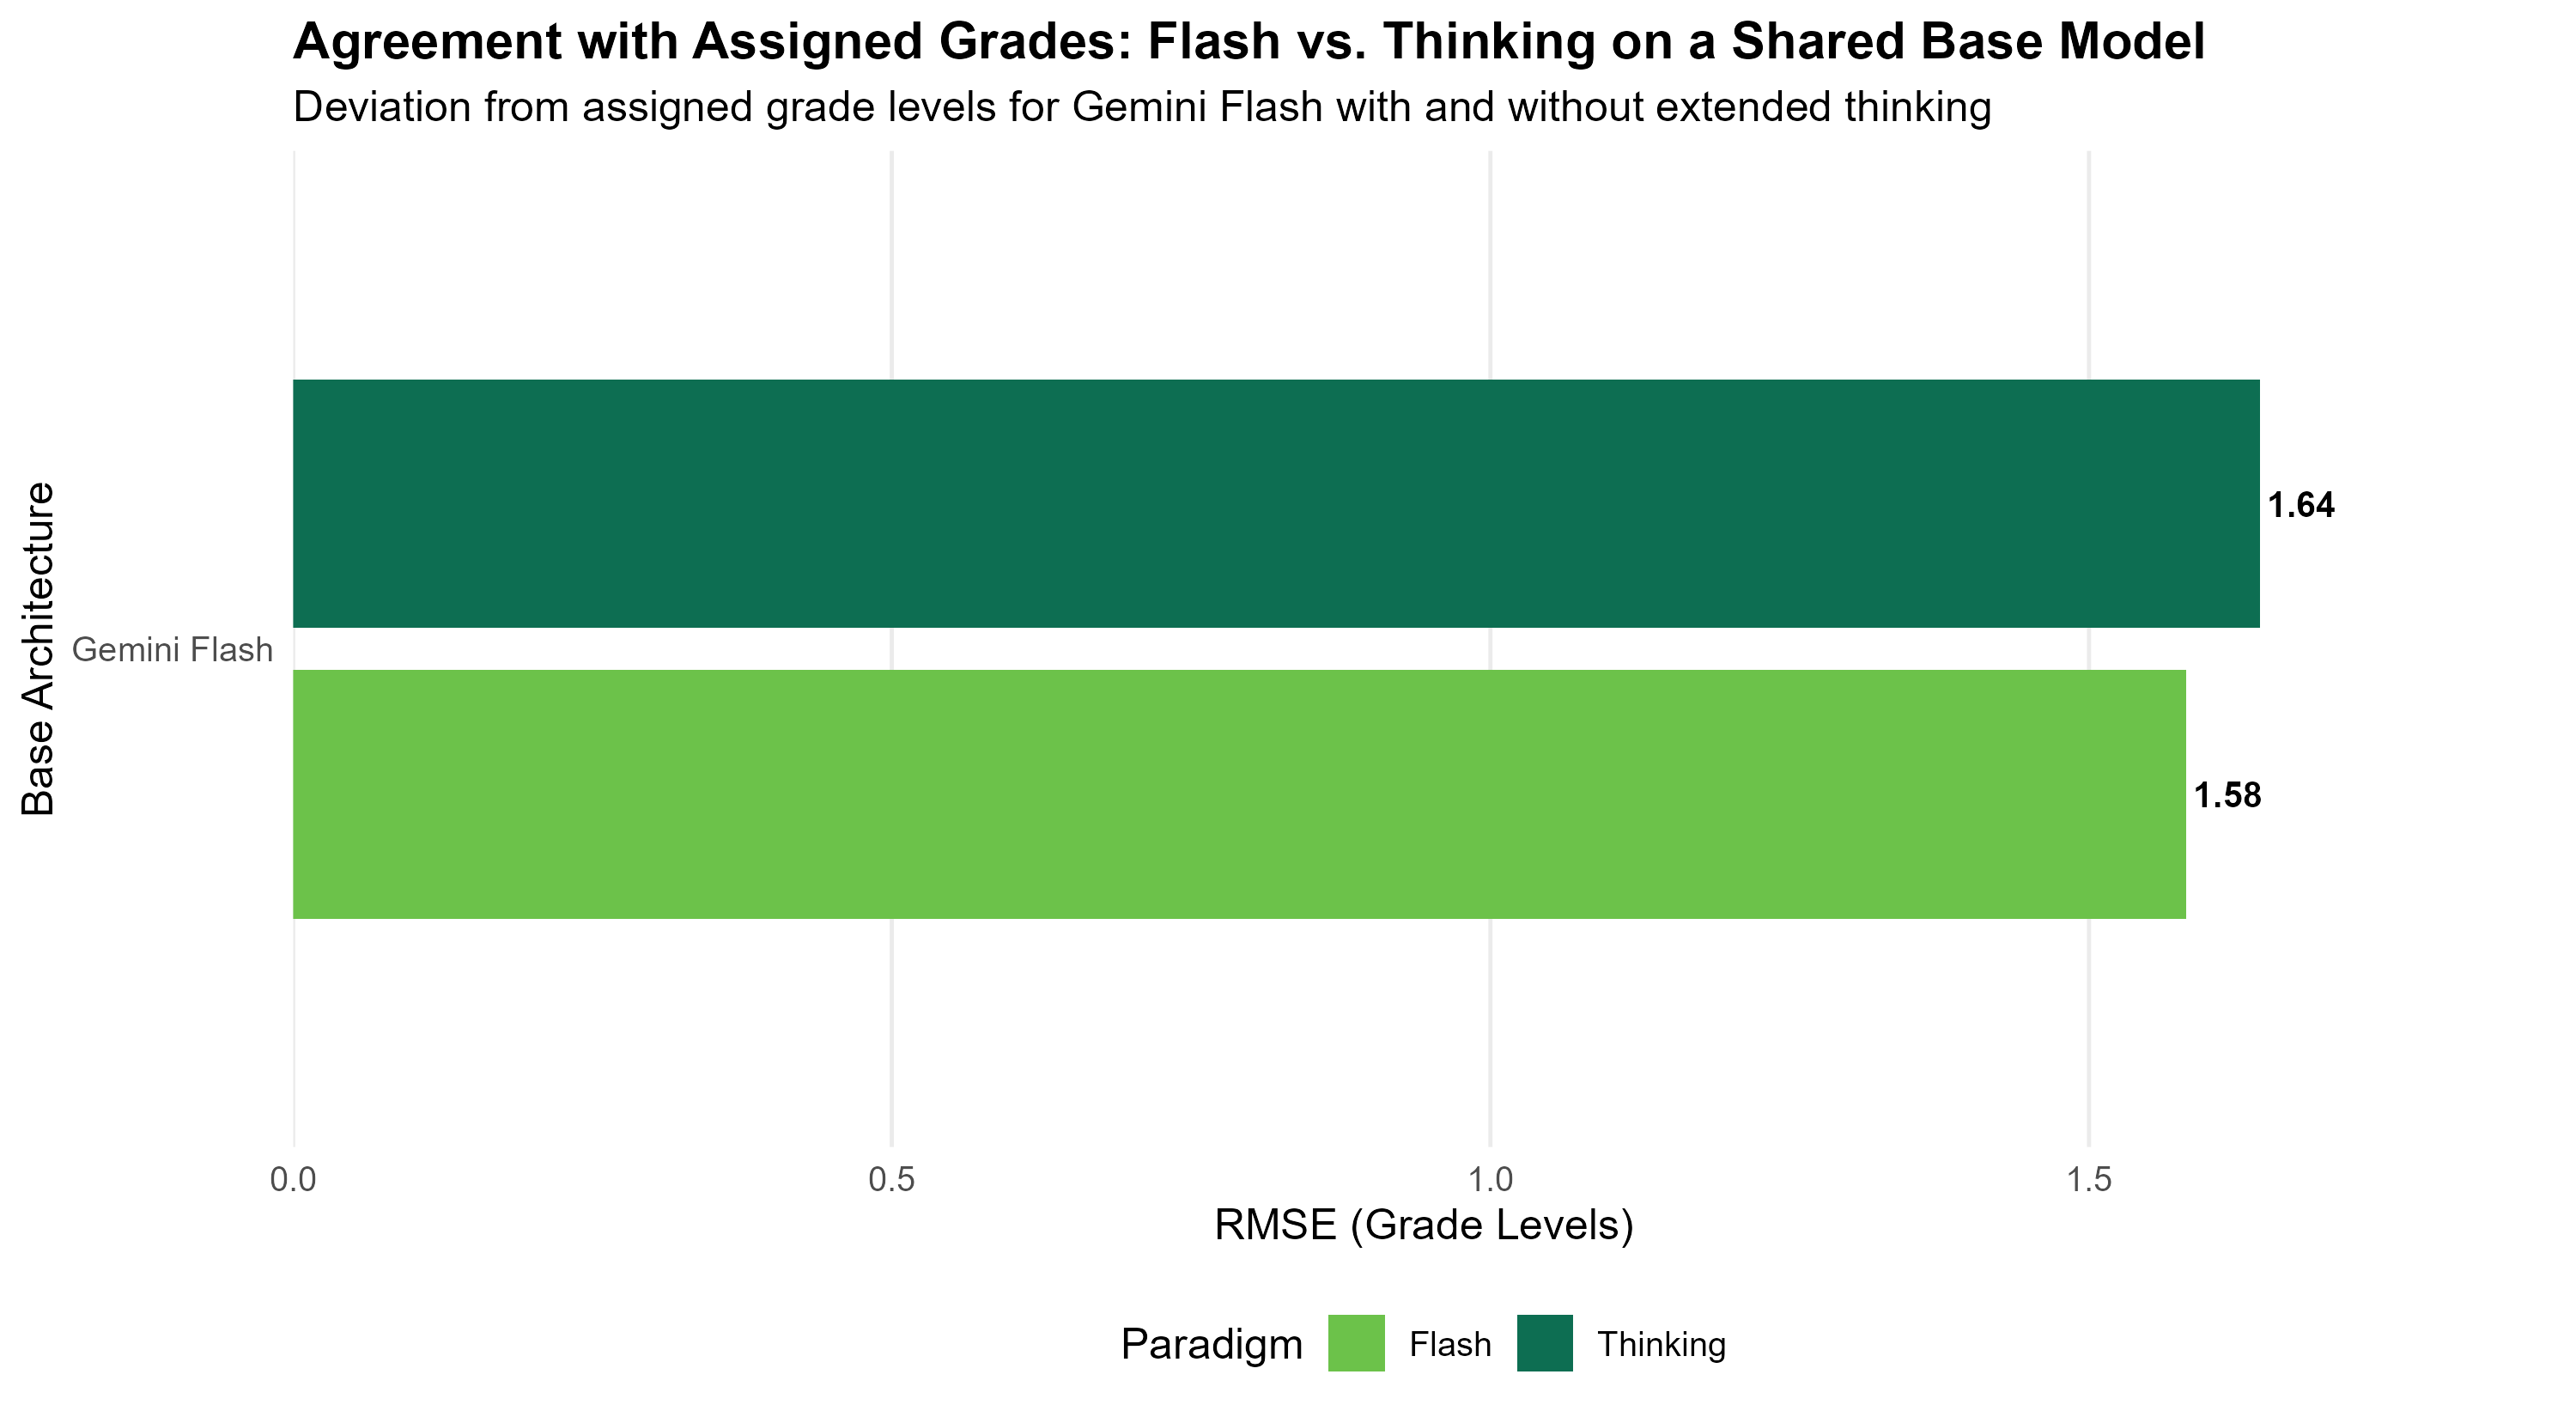 Agreement with Assigned Grades: Flash vs. Thinking on a Shared Base Model
Deviation from assigned grade levels for Gemini Flash with and without extended thinking
Base Architecture
Gemini Flash
1.64
1.58
0.0 0.5 1.0 1.5
RMSE (Grade Levels)
Paradigm Flash Thinking